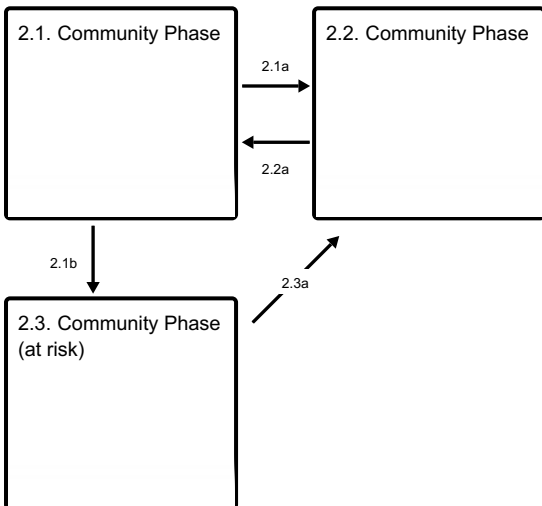 2.1. Community Phase
2.2. Community Phase
2.1a
2.2a
2.1b
2.3a
2.3. Community Phase
(at risk)